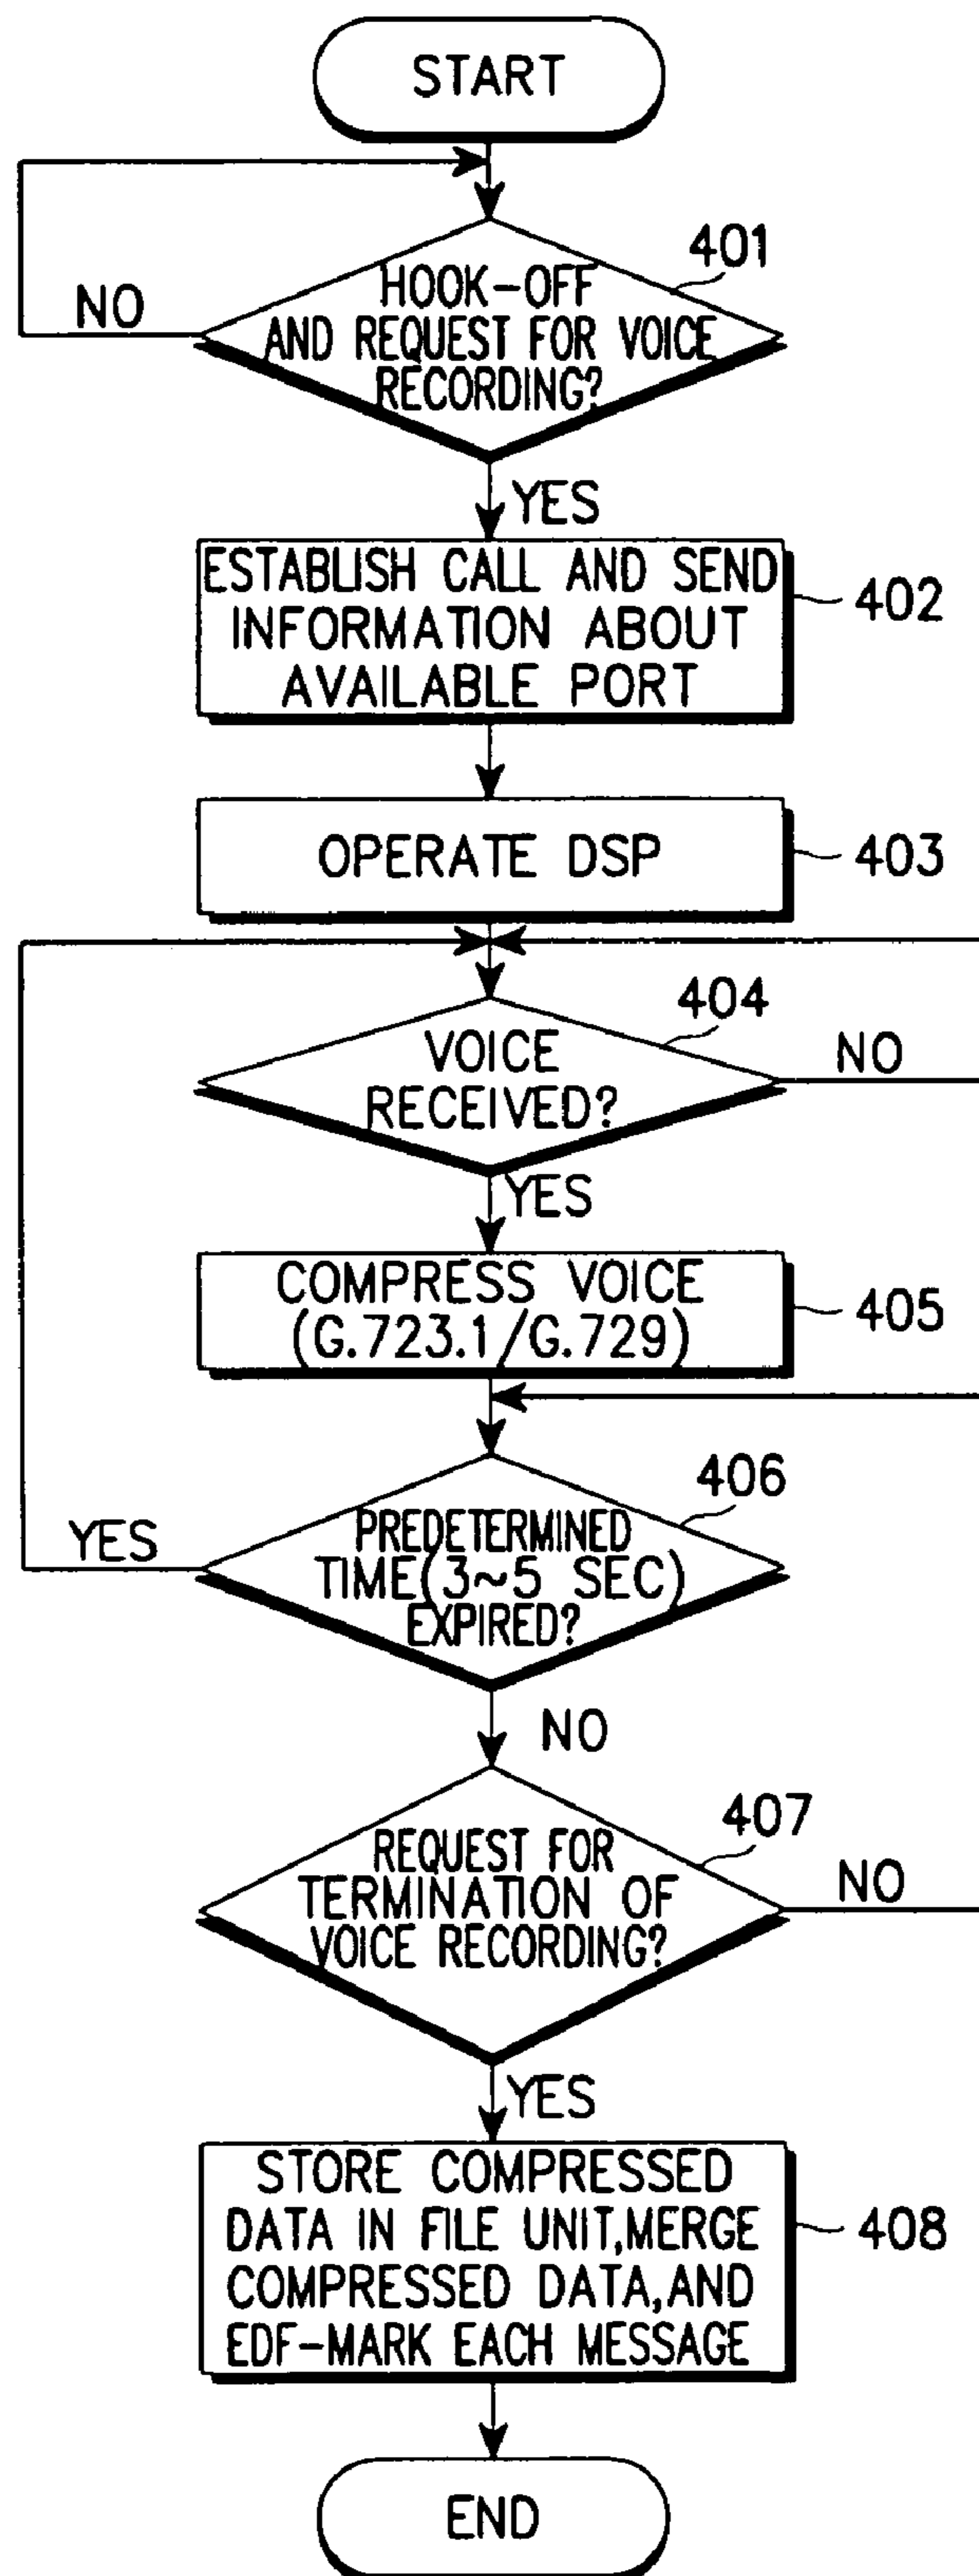 START
401
HOOK-OFF
NO
AND REQUEST FOR VOICE
RECORDING?
YES
ESTABLISH CALL AND SEND
402
INFORMATION ABOUT
AVAILABLE PORT
OPERATE DSP
403
404
VOICE
NO
RECEIVED?
YES
COMPRESS VOICE
405
(G.723.1/G.729)
406
PREDETERMINED
YES
TIME(3~5 SEC)
EXPIRED?
NO
407
REQUEST FOR
NO
TERMINATION OF
VOICE RECORDING?
YES
STORE COMPRESSED
DATA IN FILE UNIT,MERGE
408
COMPRESSED DATA,AND
EDF-MARK EACH MESSAGE
END